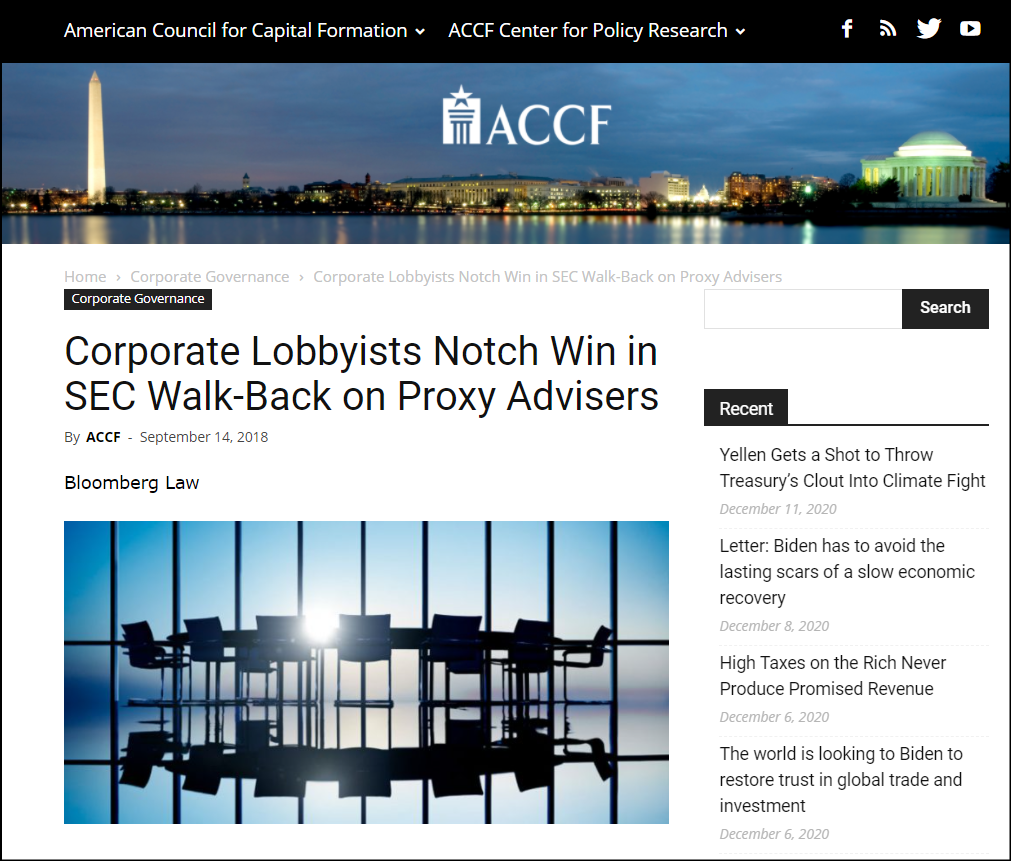 American Council for Capital Formation
ACCF Center for Policy Research
ACCF
Home › Corporate Governance › Corporate Lobbyists Notch Win in SEC Walk-Back on Proxy Advisers
Corporate Governance
Corporate Lobbyists Notch Win in
SEC Walk-Back on Proxy Advisers
By ACCF - September 14, 2018
Bloomberg Law
Search
Recent
Yellen Gets a Shot to Throw
Treasury’s Clout Into Climate Fight
December 11, 2020
Letter: Biden has to avoid the
lasting scars of a slow economic
recovery
December 8, 2020
High Taxes on the Rich Never
Produce Promised Revenue
December 6, 2020
The world is looking to Biden to
restore trust in global trade and
investment
December 6, 2020